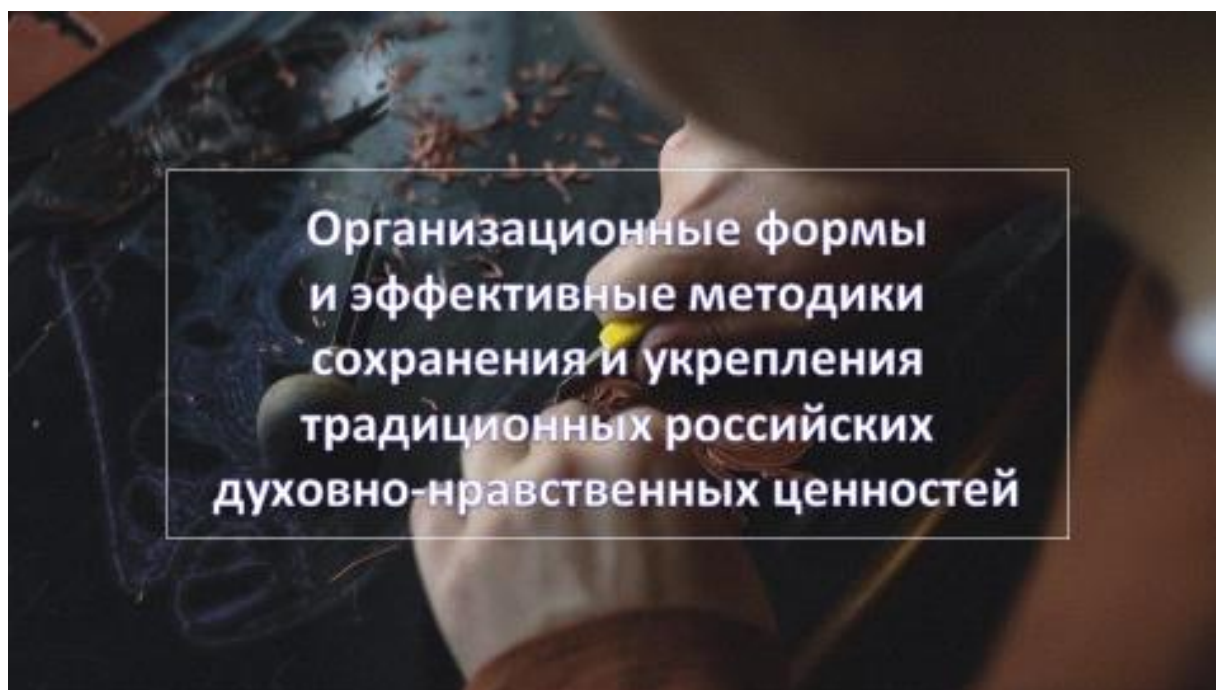 Организационные формы
и эффективные методики
сохранения и укрепления
традиционных российских
духовно-нравственных ценностей